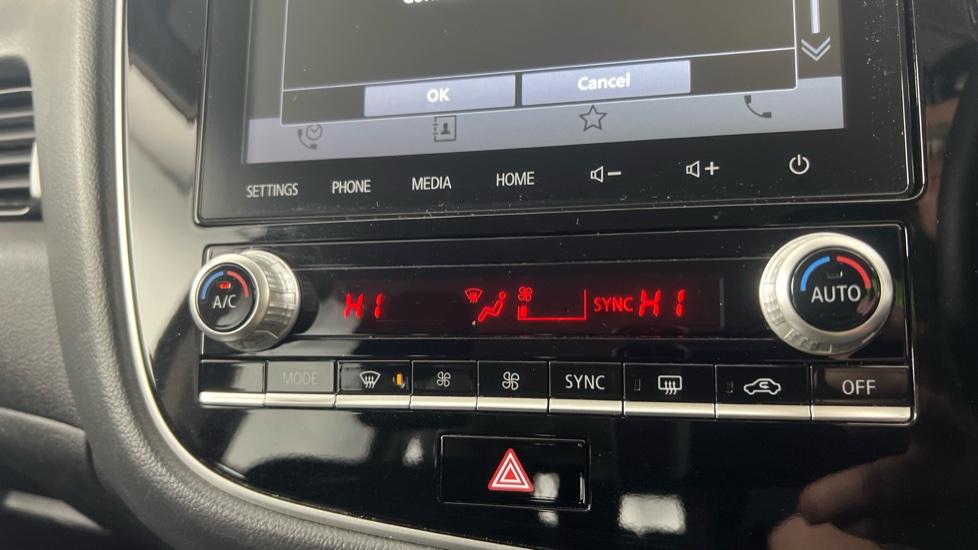 OK Cancel
SETTINGS PHONE MEDIA HOME
A/C HI SYNC HI AUTO
MODE SYNC OFF